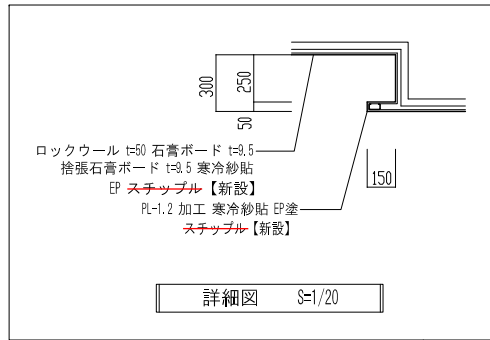 300
250
50
ロックウール t=50 石膏ボード t=9.5
捨張石膏ボード t=9.5 寒冷紗貼
EP スチップル【新設】
PL-1.2 加工 寒冷紗貼 EP塗
スチップル【新設】
150
詳細図 S=1/20